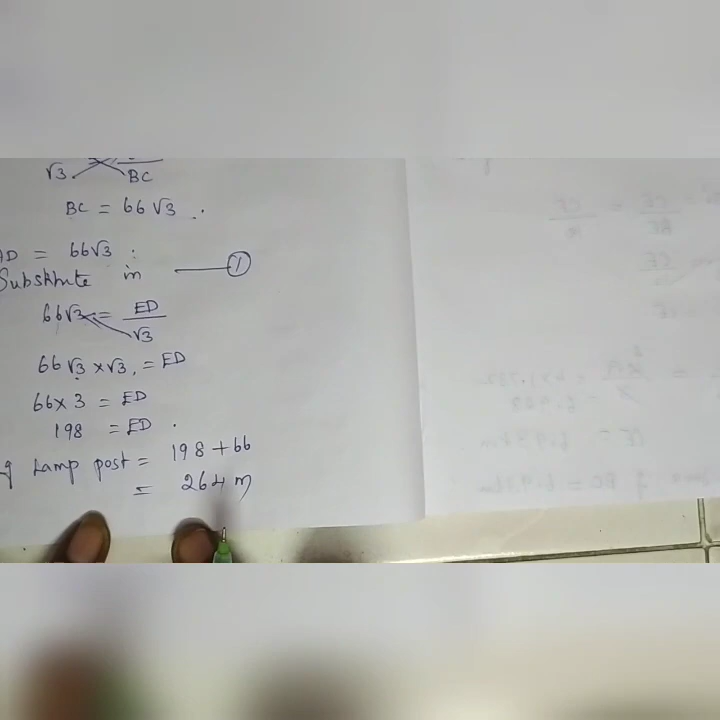 √3 BC
BC = 66√3 .
AD = 66√3 :
Substitute in —— ①
66√3 = ED/√3
66√3 × √3 = ED
66 × 3 = ED
198 = ED .
Lamp post = 198 + 66
= 264 m